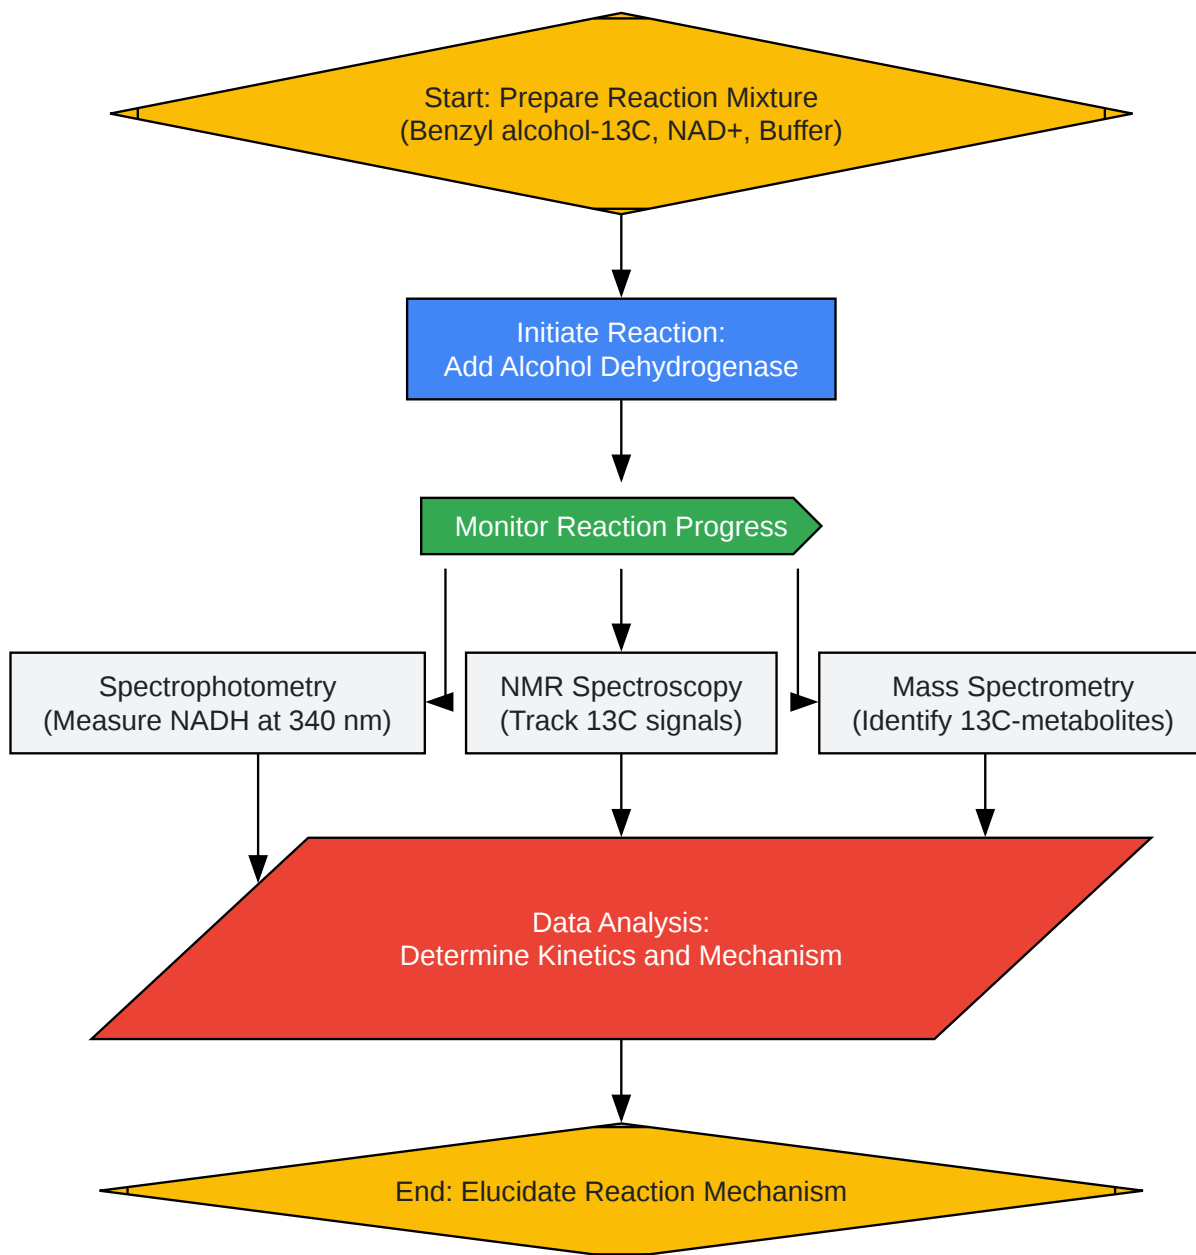 Start: Prepare Reaction Mixture
(Benzyl alcohol-13C, NAD+, Buffer)
Initiate Reaction:
Add Alcohol Dehydrogenase
Monitor Reaction Progress
Spectrophotometry
(Measure NADH at 340 nm)
NMR Spectroscopy
(Track 13C signals)
Mass Spectrometry
(Identify 13C-metabolites)
Data Analysis:
Determine Kinetics and Mechanism
End: Elucidate Reaction Mechanism